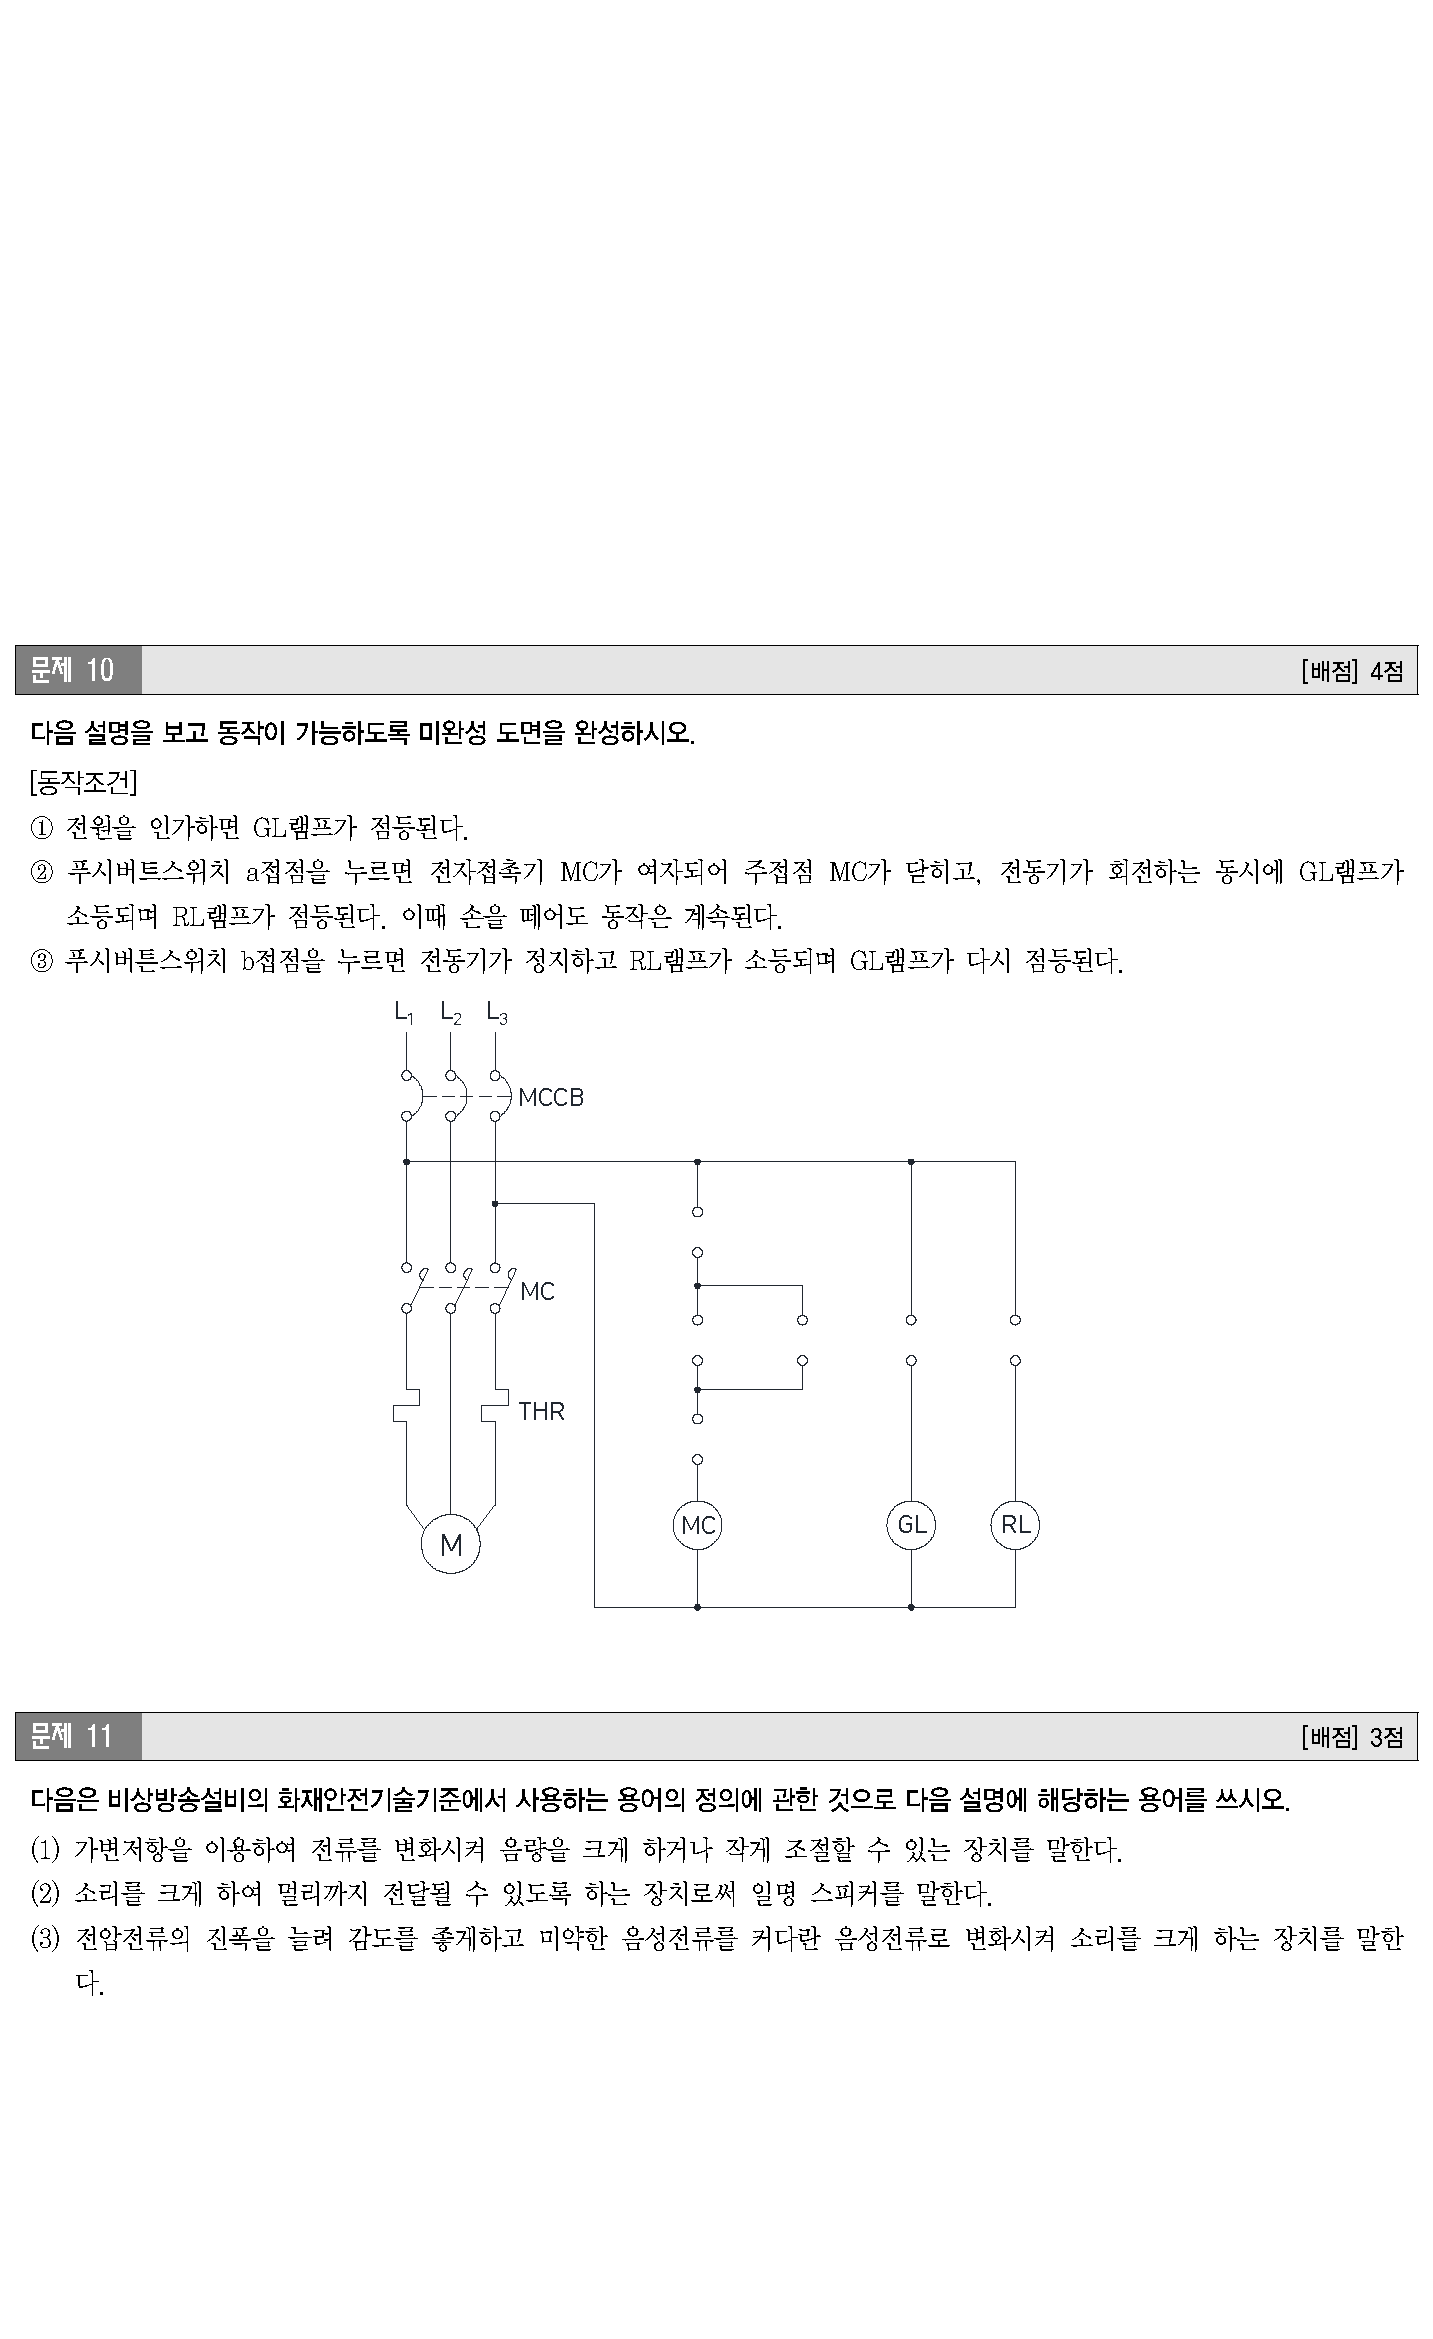 문제 10 [배점] 4점
다음 설명을 보고 동작이 가능하도록 미완성 도면을 완성하시오.
[동작조건]
① 전원을 인가하면 GL램프가 점등된다.
② 푸시버트스위치 a접점을 누르면 전자접촉기 MC가 여자되어 주접점 MC가 닫히고, 전동기가 회전하는 동시에 GL램프가
소등되며 RL램프가 점등된다. 이때 손을 떼어도 동작은 계속된다.
③ 푸시버튼스위치 b접점을 누르면 전동기가 정지하고 RL램프가 소등되며 GL램프가 다시 점등된다.
L₁ L₂ L₃
MCCB
MC
THR
M
MC GL RL
문제 11 [배점] 3점
다음은 비상방송설비의 화재안전기술기준에서 사용하는 용어의 정의에 관한 것으로 다음 설명에 해당하는 용어를 쓰시오.
(1) 가변저항을 이용하여 전류를 변화시켜 음량을 크게 하거나 작게 조절할 수 있는 장치를 말한다.
(2) 소리를 크게 하여 멀리까지 전달될 수 있도록 하는 장치로써 일명 스피커를 말한다.
(3) 전압전류의 진폭을 늘려 감도를 좋게하고 미약한 음성전류를 커다란 음성전류로 변화시켜 소리를 크게 하는 장치를 말한
다.